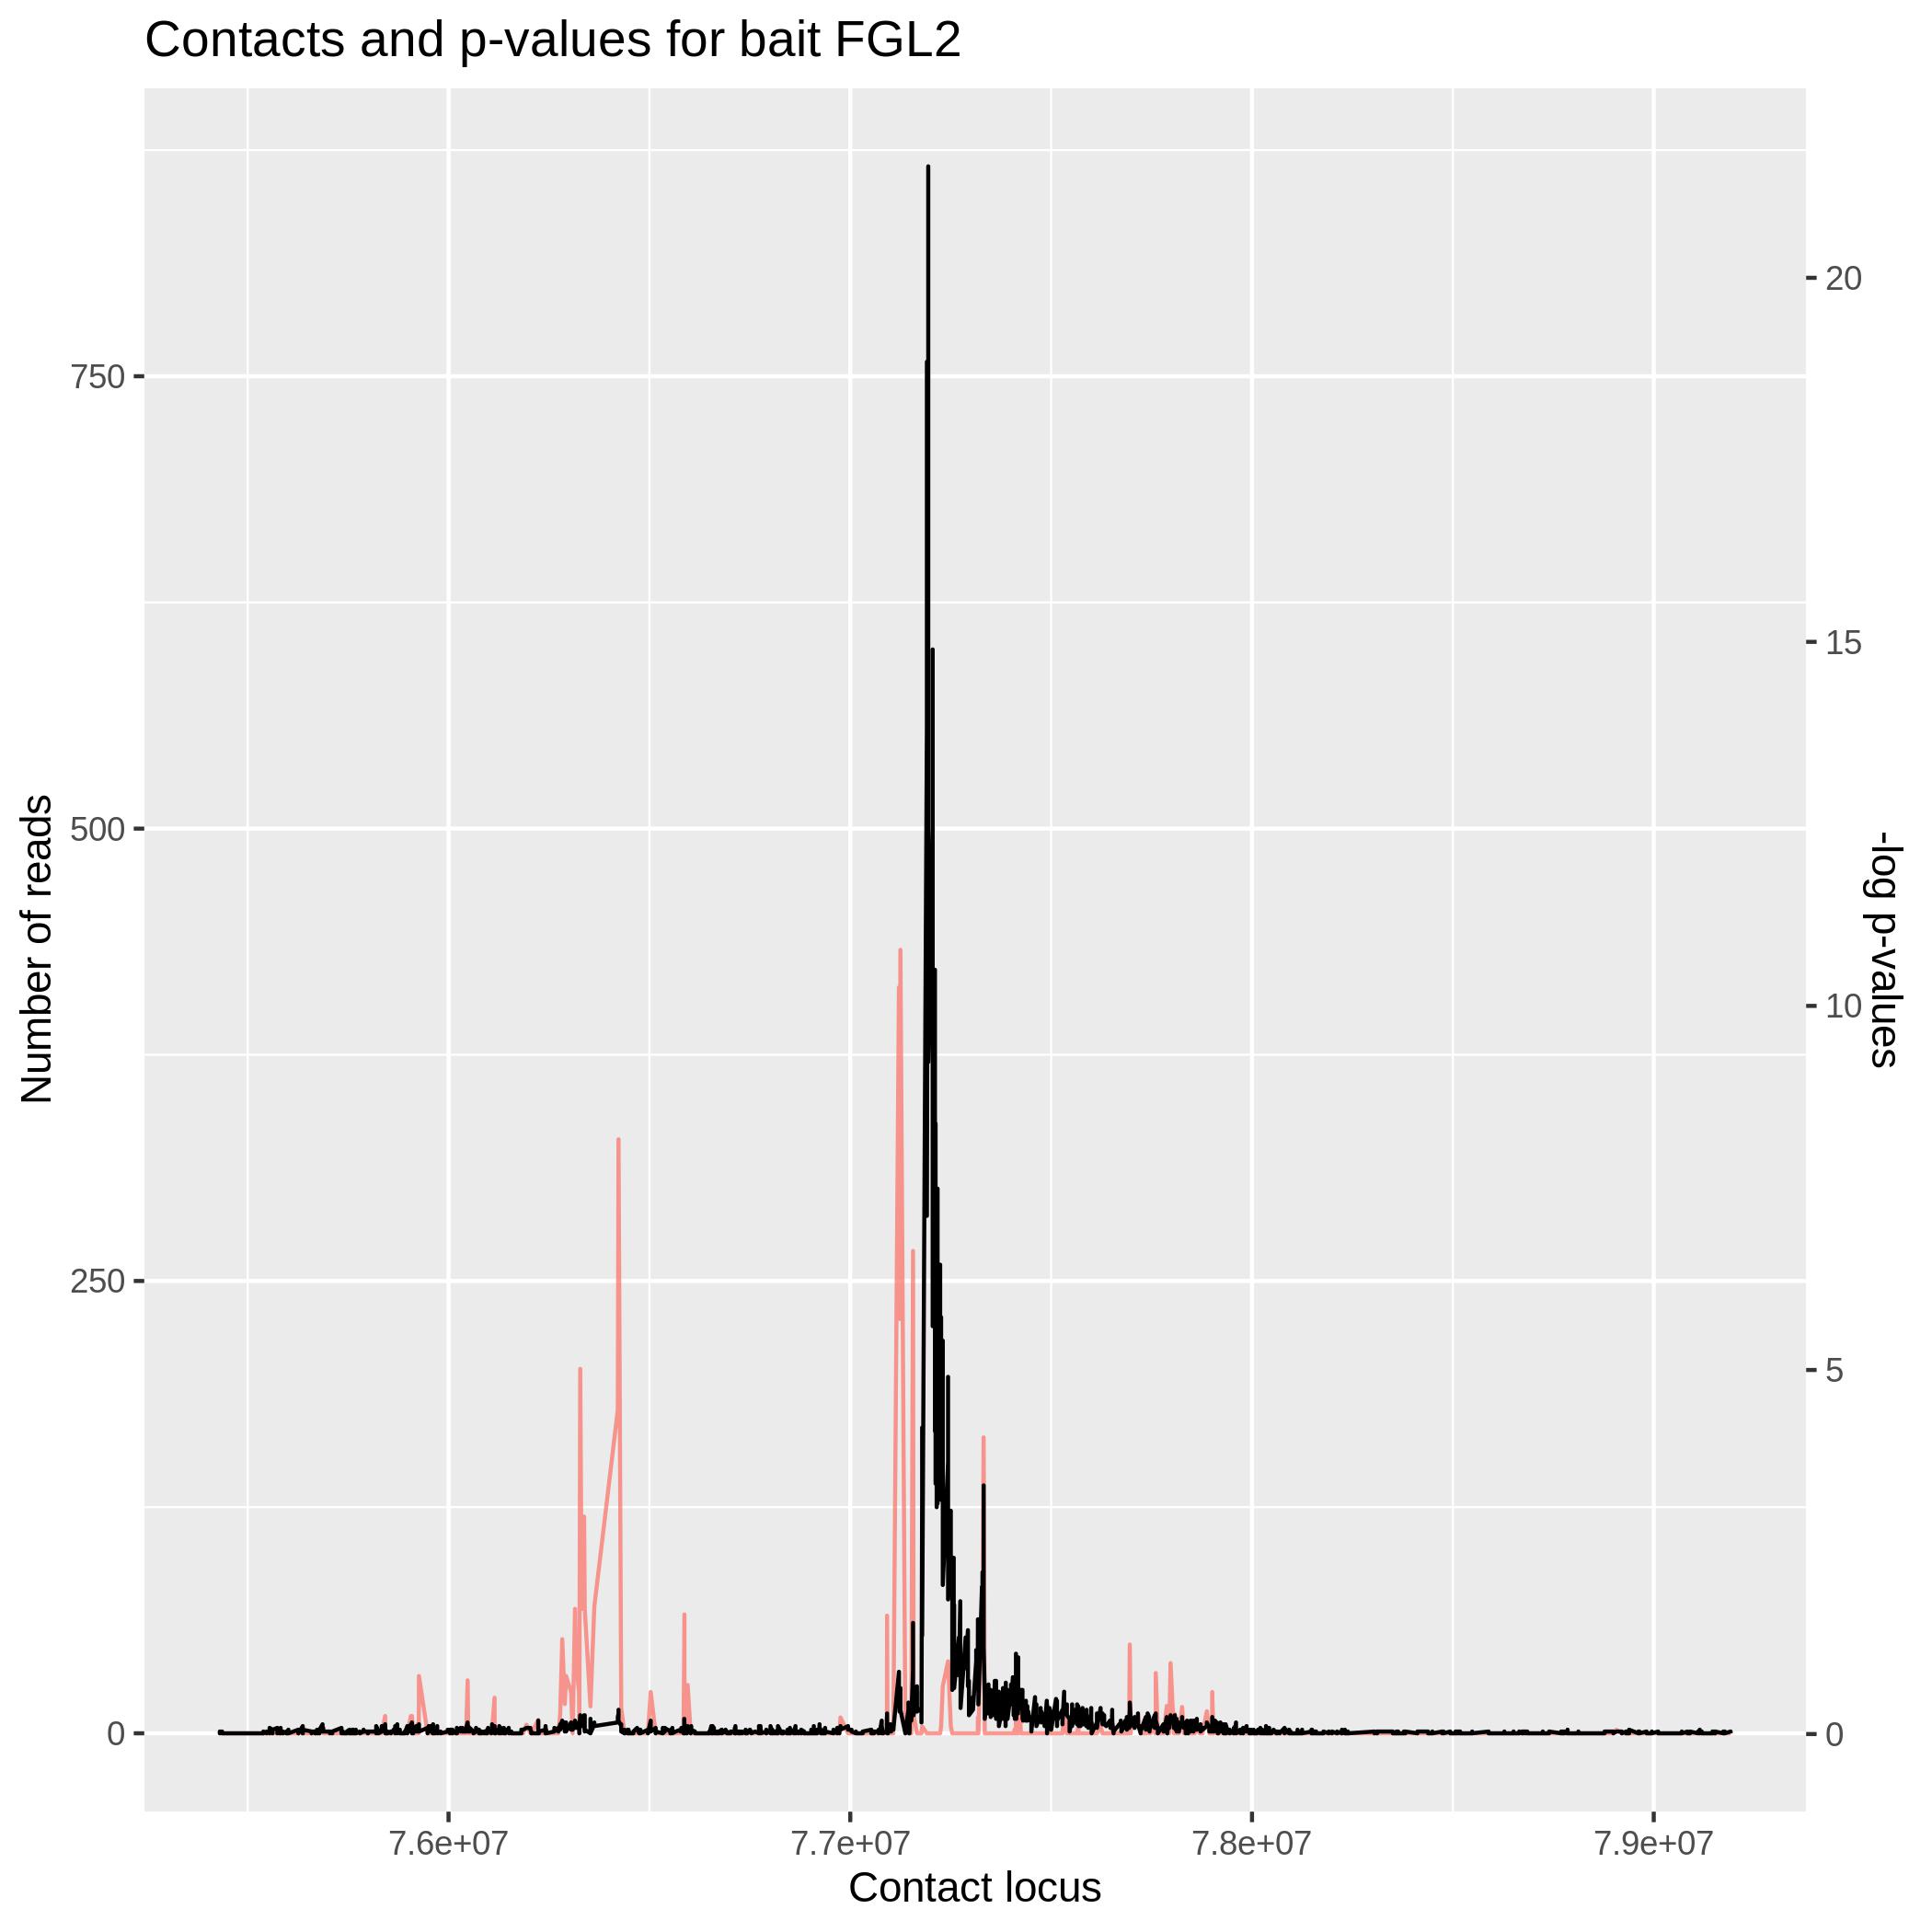 Contacts and p-values for bait FGL2
Number of reads
750
500
250
0
20
15
10
5
0
-log p-values
7.6e+07
7.7e+07
7.8e+07
7.9e+07
Contact locus